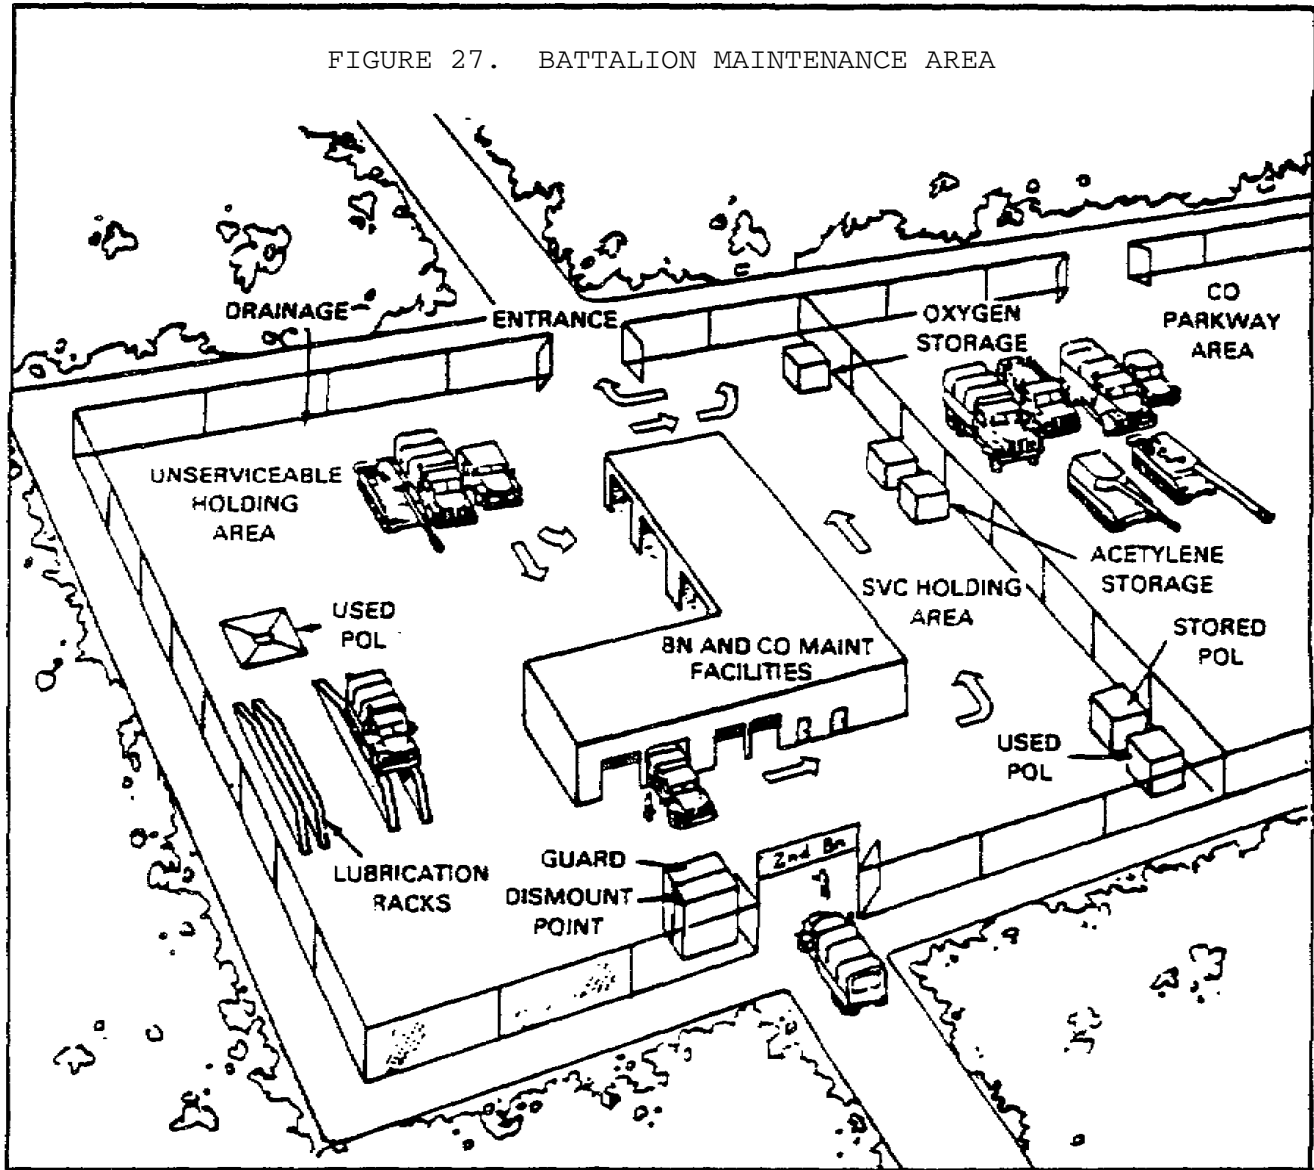 FIGURE 27. BATTALION MAINTENANCE AREA
DRAINAGE
ENTRANCE
OXYGEN
STORAGE
CO
PARKWAY
AREA
UNSERVICEABLE
HOLDING
AREA
ACETYLENE
STORAGE
SVC HOLDING
AREA
USED
POL
STORED
POL
BN AND CO MAINT
FACILITIES
USED
POL
LUBRICATION
RACKS
GUARD
DISMOUNT
POINT
2nd Bn